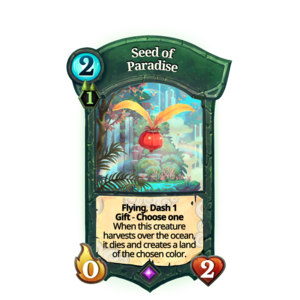 Seed of
Paradise
2
1
Flying, Dash 1
Gift - Choose one
When this creature
harvests over the ocean,
it dies and creates a land
of the chosen color.
0
2